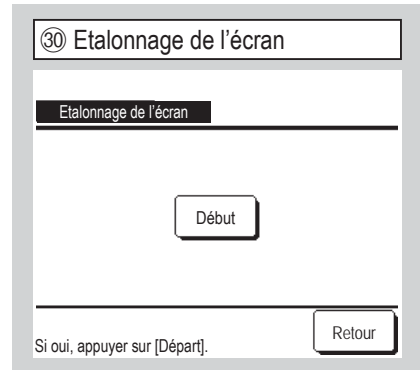 ㉚ Etalonnage de l'écran
Etalonnage de l'écran
Début
Retour
Si oui, appuyer sur [Départ].